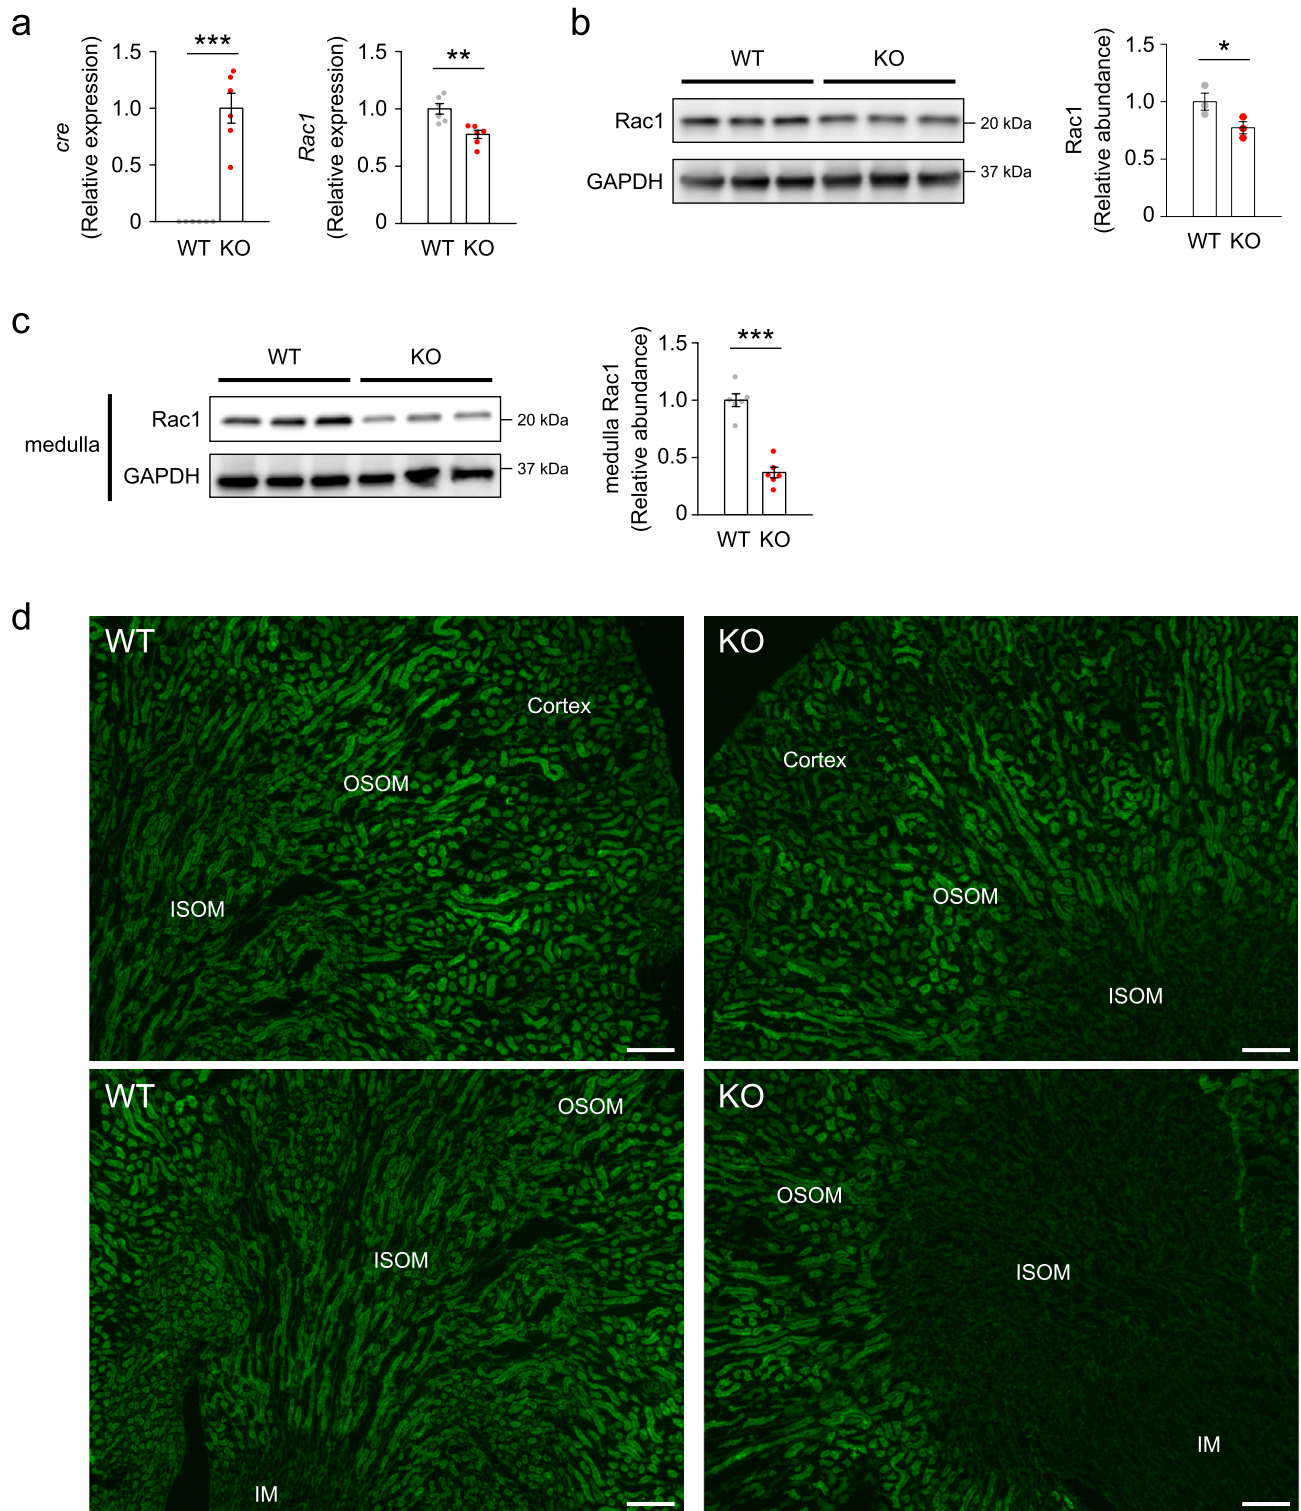 a
cre
(Relative expression)
1.5
1.0
0.5
0
***
WT KO
Rac1
(Relative expression)
1.5
1.0
0.5
0
**
WT KO
b
WT KO
Rac1
20 kDa
GAPDH
37 kDa
Rac1
(Relative abundance)
1.5
1.0
0.5
0
*
WT KO
c
WT KO
medulla
Rac1
20 kDa
GAPDH
37 kDa
medulla Rac1
(Relative abundance)
1.5
1.0
0.5
0
***
WT KO
d
WT
Cortex
OSOM
ISOM
KO
Cortex
OSOM
ISOM
WT
OSOM
ISOM
IM
KO
OSOM
ISOM
IM